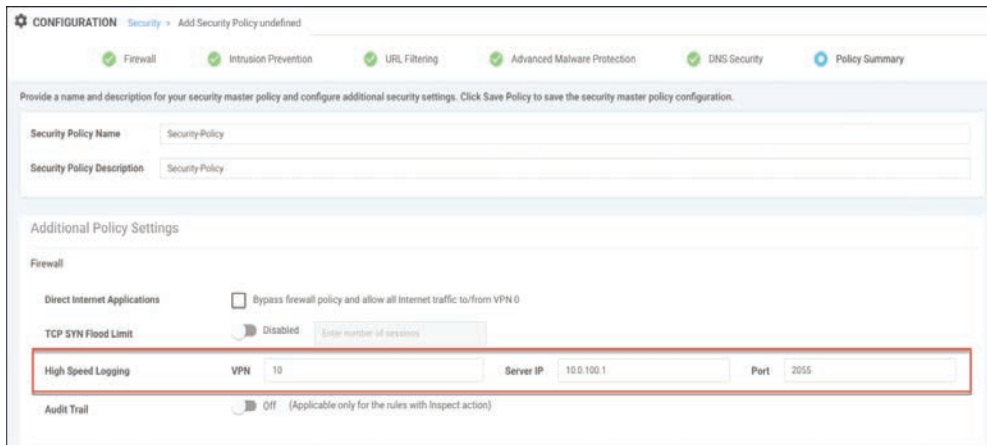 CONFIGURATION Security > Add Security Policy undefined
Firewall Intrusion Prevention URL Filtering Advanced Malware Protection DNS Security Policy Summary
Provide a name and description for your security master policy and configure additional security settings. Click Save Policy to save the security master policy configuration.
Security Policy Name Security-Policy
Security Policy Description Security-Policy
Additional Policy Settings
Firewall
Direct Internet Applications Bypass firewall policy and allow all Internet traffic to/from VPN 0
TCP SYN Flood Limit Disabled Enter number of sessions
High Speed Logging VPN 10 Server IP 10.0.100.1 Port 2055
Audit Trail Off (Applicable only for the rules with Inspect action)